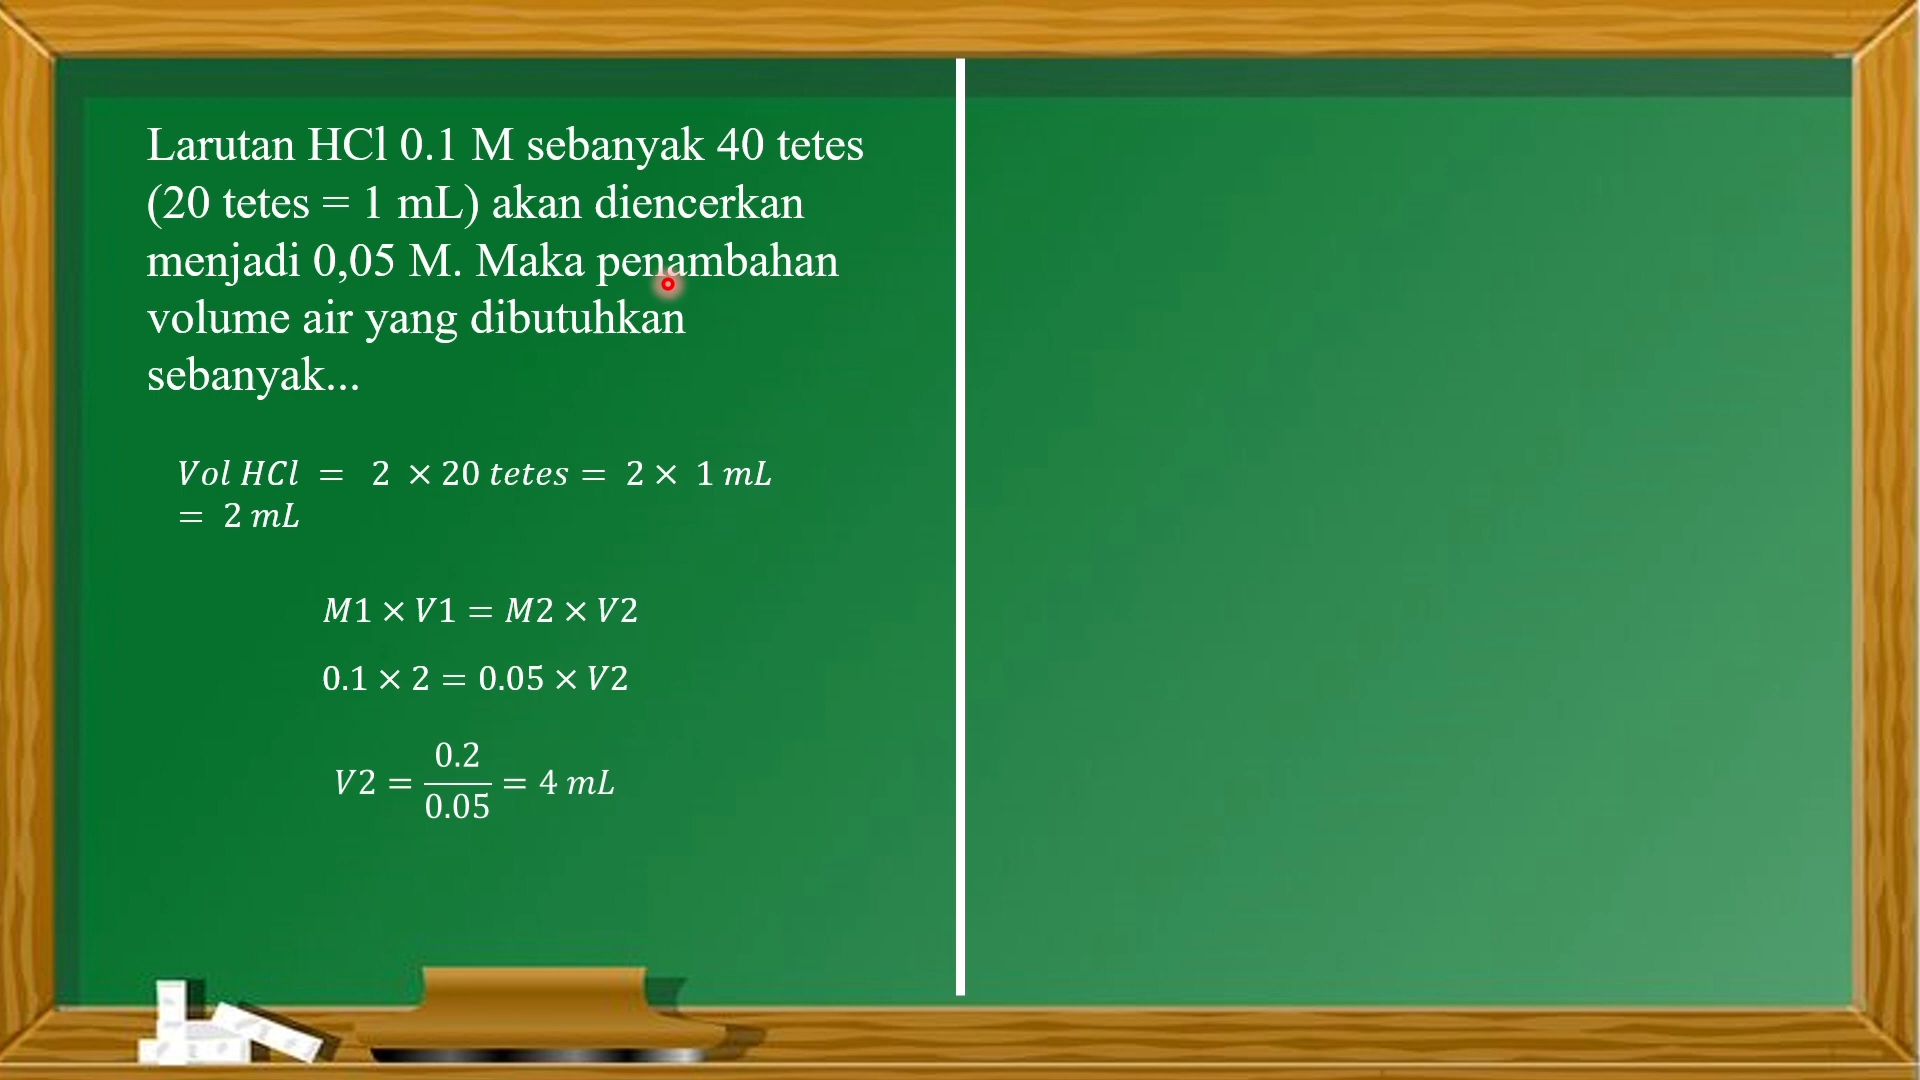 Larutan HCl 0.1 M sebanyak 40 tetes
(20 tetes = 1 mL) akan diencerkan
menjadi 0,05 M. Maka penambahan
volume air yang dibutuhkan
sebanyak...
Vol HCl = 2 × 20 tetes = 2 × 1 mL
= 2 mL
M1 × V1 = M2 × V2
0.1 × 2 = 0.05 × V2
V2 = 0.2/0.05 = 4 mL